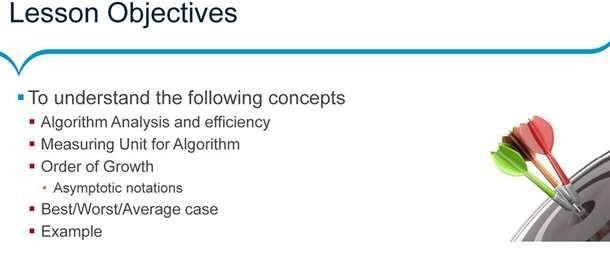 Lesson Objectives
To understand the following concepts
Algorithm Analysis and efficiency
Measuring Unit for Algorithm
Order of Growth
Asymptotic notations
Best/Worst/Average case
Example